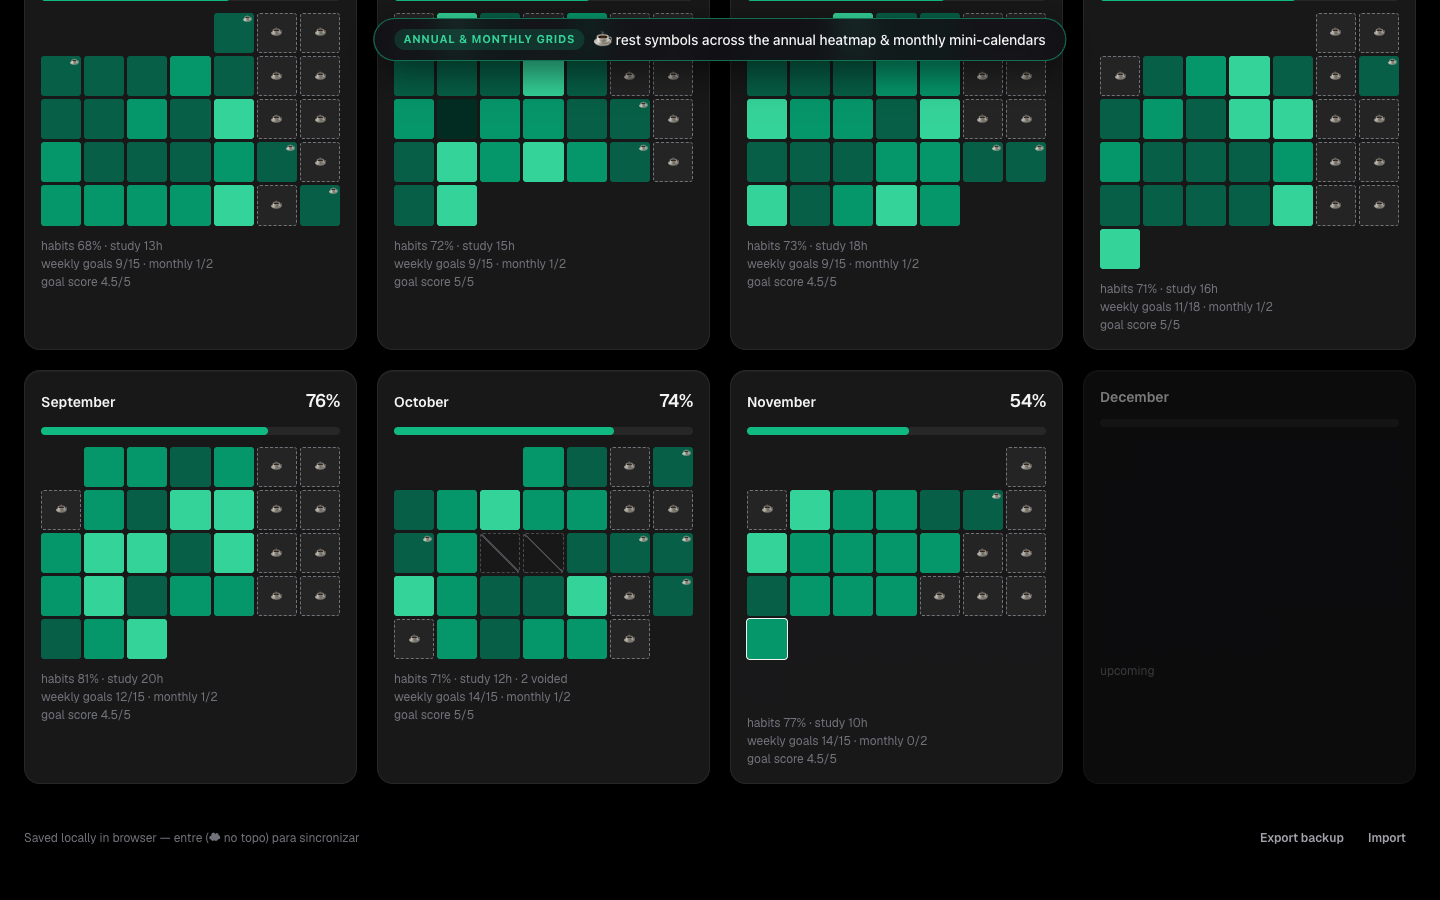 ANNUAL & MONTHLY GRIDS ☕ rest symbols across the annual heatmap & monthly mini-calendars
habits 68% · study 13h
weekly goals 9/15 · monthly 1/2
goal score 4.5/5
habits 72% · study 15h
weekly goals 9/15 · monthly 1/2
goal score 5/5
habits 73% · study 18h
weekly goals 9/15 · monthly 1/2
goal score 4.5/5
habits 71% · study 16h
weekly goals 11/18 · monthly 1/2
goal score 5/5
September 76%
habits 81% · study 20h
weekly goals 12/15 · monthly 1/2
goal score 4.5/5
October 74%
habits 71% · study 12h · 2 voided
weekly goals 14/15 · monthly 1/2
goal score 5/5
November 54%
habits 77% · study 10h
weekly goals 14/15 · monthly 0/2
goal score 4.5/5
December
upcoming
Saved locally in browser — entre (☁ no topo) para sincronizar
Export backup Import